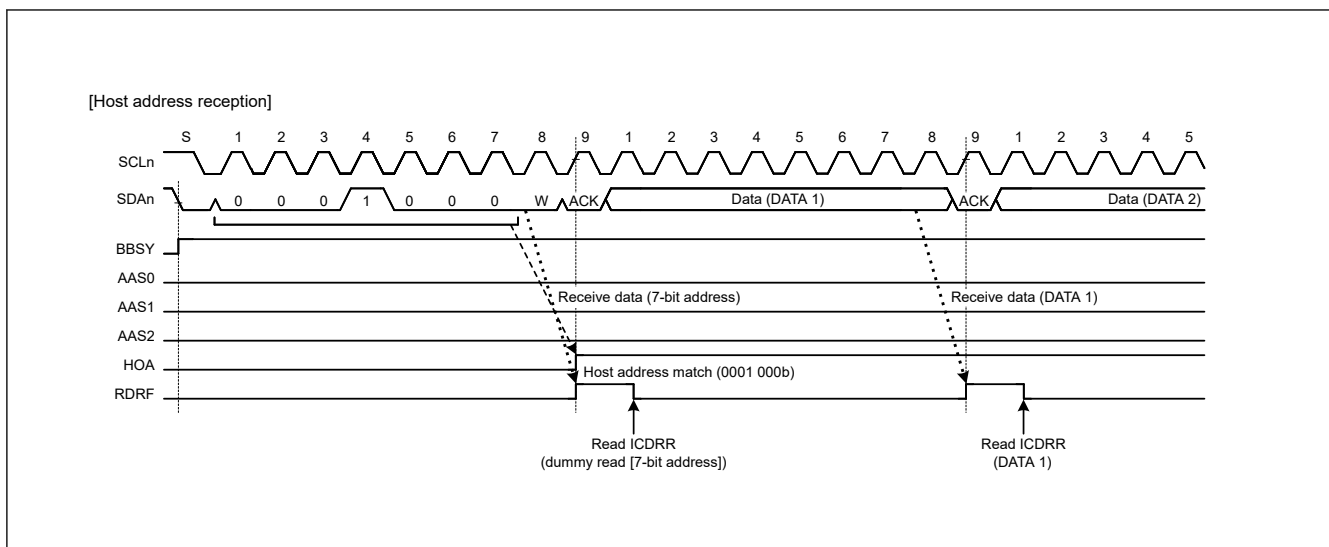 [Host address reception]
S 1 2 3 4 5 6 7 8 9 1 2 3 4 5 6 7 8 9 1 2 3 4 5
SCLn
SDAn 0 0 0 1 0 0 0 W ACK Data (DATA 1) ACK Data (DATA 2)
BBSY
AAS0
Receive data (7-bit address) Receive data (DATA 1)
AAS1
AAS2
HOA
Host address match (0001 000b)
RDRF
Read ICDRR Read ICDRR
(dummy read [7-bit address]) (DATA 1)